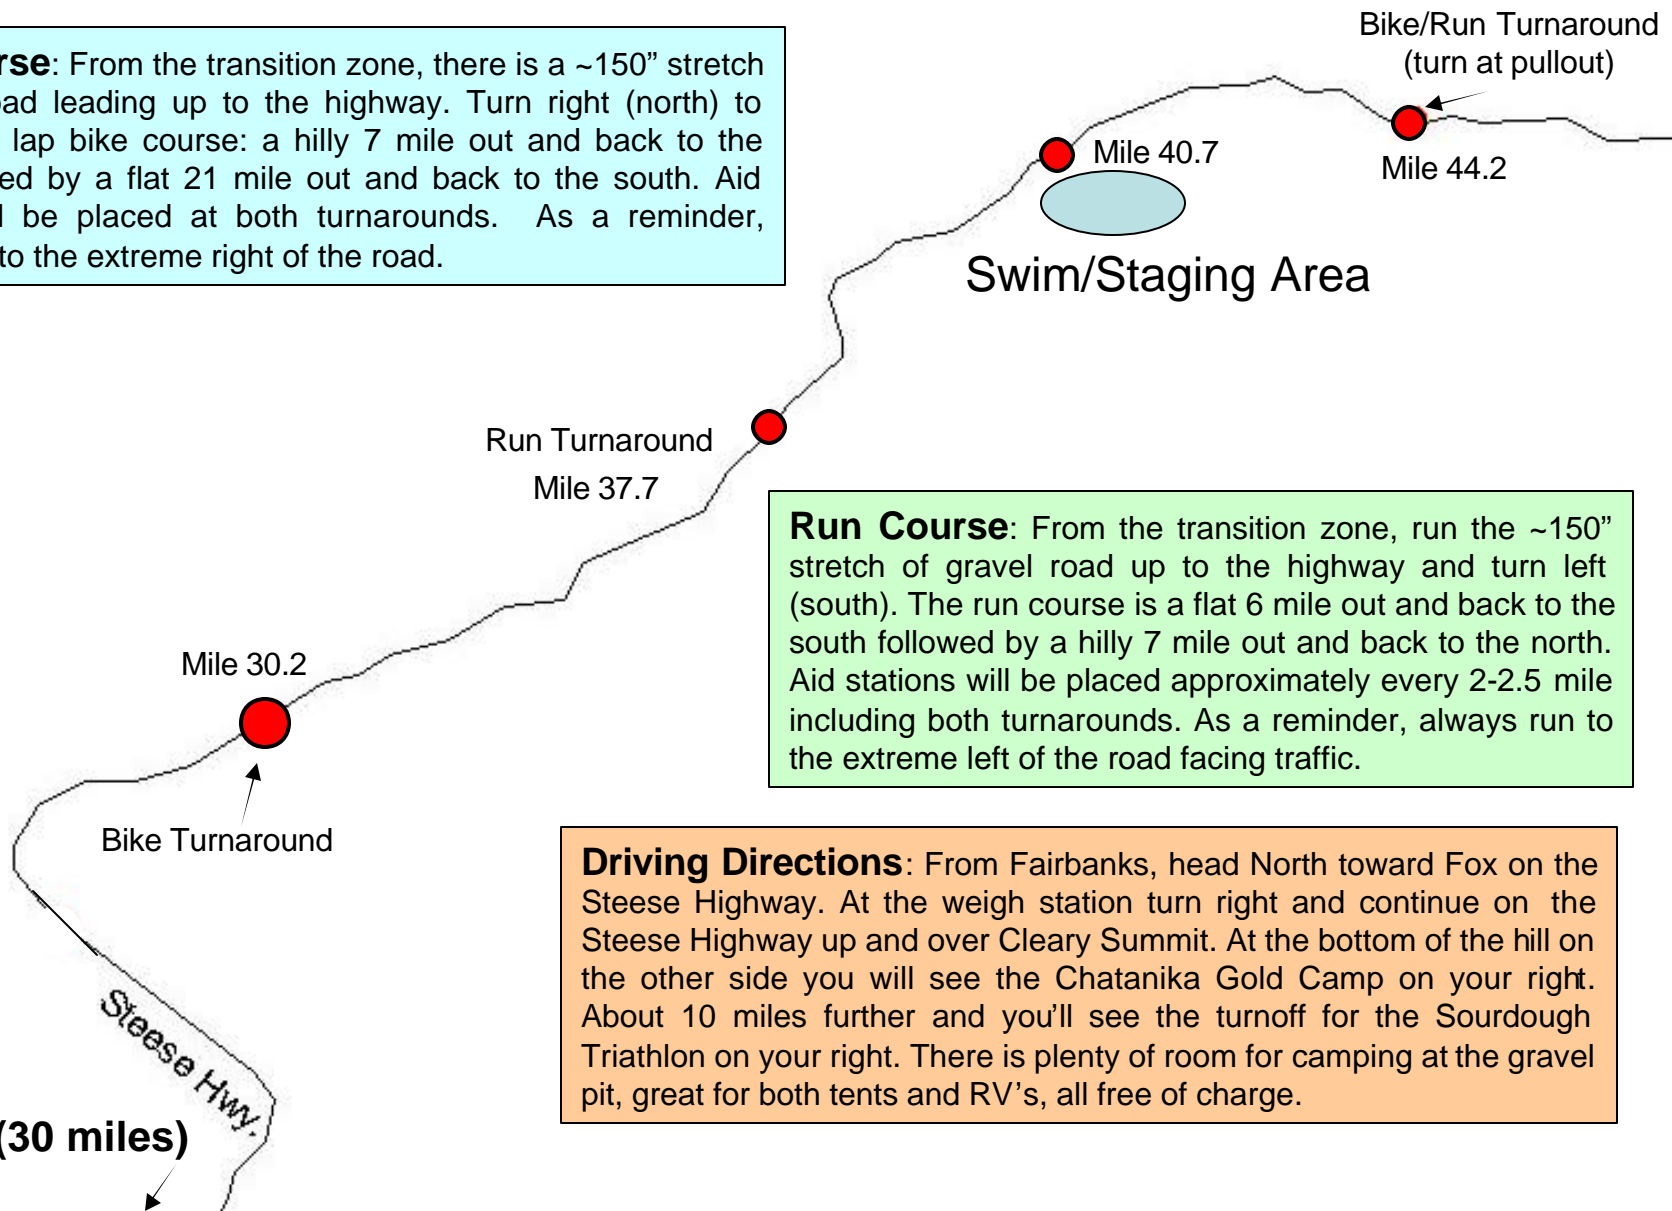 Bike/Run Turnaround
(turn at pullout)
rse: From the transition zone, there is a ~150” stretch
ad leading up to the highway. Turn right (north) to
lap bike course: a hilly 7 mile out and back to the
ed by a flat 21 mile out and back to the south. Aid
be placed at both turnarounds. As a reminder,
to the extreme right of the road.
Mile 40.7
Mile 44.2
Swim/Staging Area
Run Turnaround
Mile 37.7
Run Course: From the transition zone, run the ~150”
stretch of gravel road up to the highway and turn left
(south). The run course is a flat 6 mile out and back to the
south followed by a hilly 7 mile out and back to the north.
Aid stations will be placed approximately every 2-2.5 mile
including both turnarounds. As a reminder, always run to
the extreme left of the road facing traffic.
Mile 30.2
Bike Turnaround
Driving Directions: From Fairbanks, head North toward Fox on the
Steese Highway. At the weigh station turn right and continue on the
Steese Highway up and over Cleary Summit. At the bottom of the hill on
the other side you will see the Chatanika Gold Camp on your right.
About 10 miles further and you’ll see the turnoff for the Sourdough
Triathlon on your right. There is plenty of room for camping at the gravel
pit, great for both tents and RV’s, all free of charge.
Steese Hwy.
(30 miles)